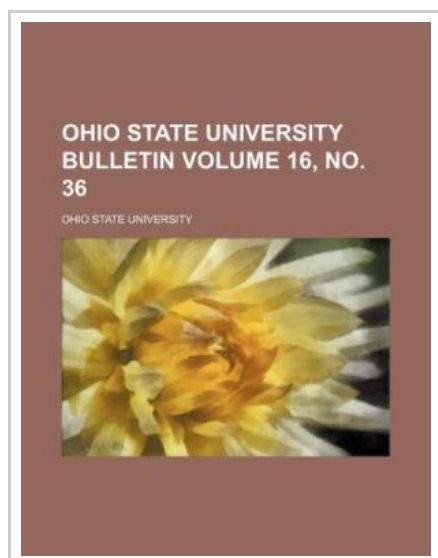 OHIO STATE UNIVERSITY
BULLETIN VOLUME 16, NO.
36
OHIO STATE UNIVERSITY